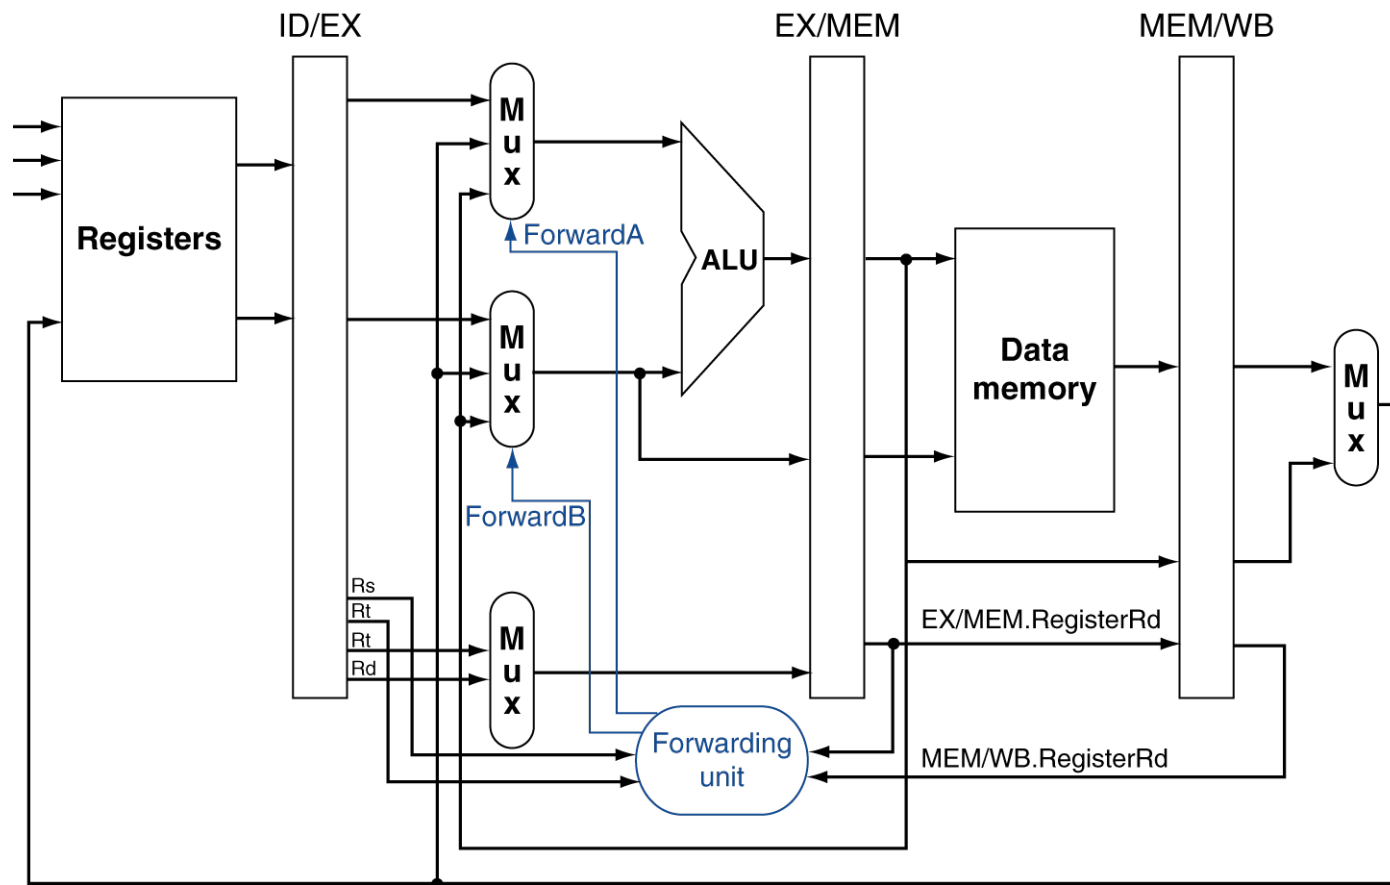 ID/EX
EX/MEM
MEM/WB
M
u
x
Registers
ForwardA
ALU
M
u
x
Data
memory
M
u
x
ForwardB
Rs
Rt
Rt
Rd
M
u
x
EX/MEM.RegisterRd
Forwarding
unit
MEM/WB.RegisterRd